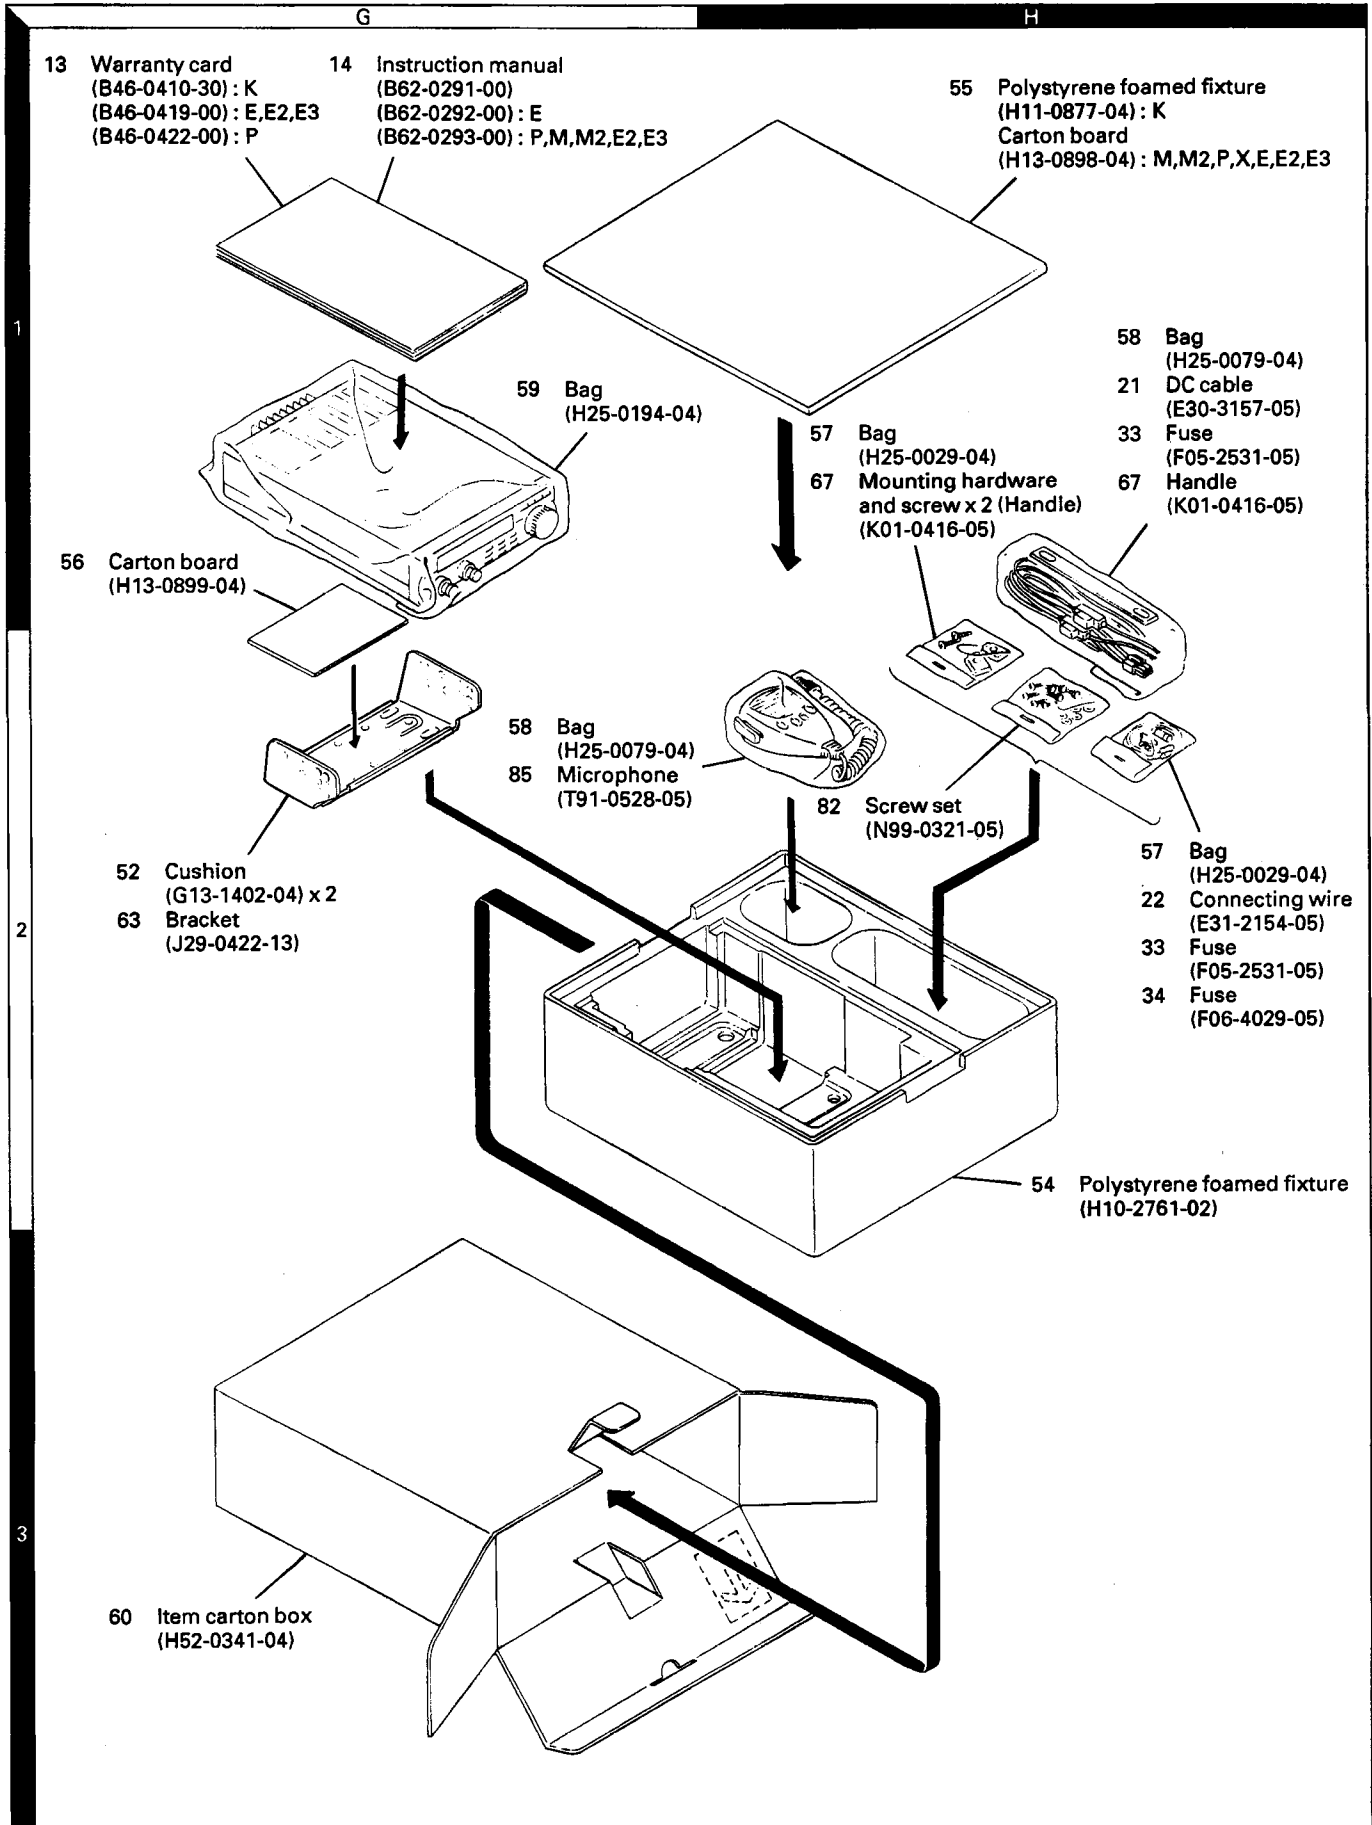 G
H
13 Warranty card
(B46-0410-30) : K
(B46-0419-00) : E,E2,E3
(B46-0422-00) : P
14 Instruction manual
(B62-0291-00)
(B62-0292-00) : E
(B62-0293-00) : P,M,M2,E2,E3
55 Polystyrene foamed fixture
(H11-0877-04) : K
Carton board
(H13-0898-04) : M,M2,P,X,E,E2,E3
1
59 Bag
(H25-0194-04)
58 Bag
(H25-0079-04)
21 DC cable
(E30-3157-05)
33 Fuse
(F05-2531-05)
67 Handle
(K01-0416-05)
57 Bag
(H25-0029-04)
67 Mounting hardware
and screw x 2 (Handle)
(K01-0416-05)
56 Carton board
(H13-0899-04)
58 Bag
(H25-0079-04)
85 Microphone
(T91-0528-05)
82 Screw set
(N99-0321-05)
52 Cushion
(G13-1402-04) x 2
63 Bracket
(J29-0422-13)
2
57 Bag
(H25-0029-04)
22 Connecting wire
(E31-2154-05)
33 Fuse
(F05-2531-05)
34 Fuse
(F06-4029-05)
54 Polystyrene foamed fixture
(H10-2761-02)
3
60 Item carton box
(H52-0341-04)